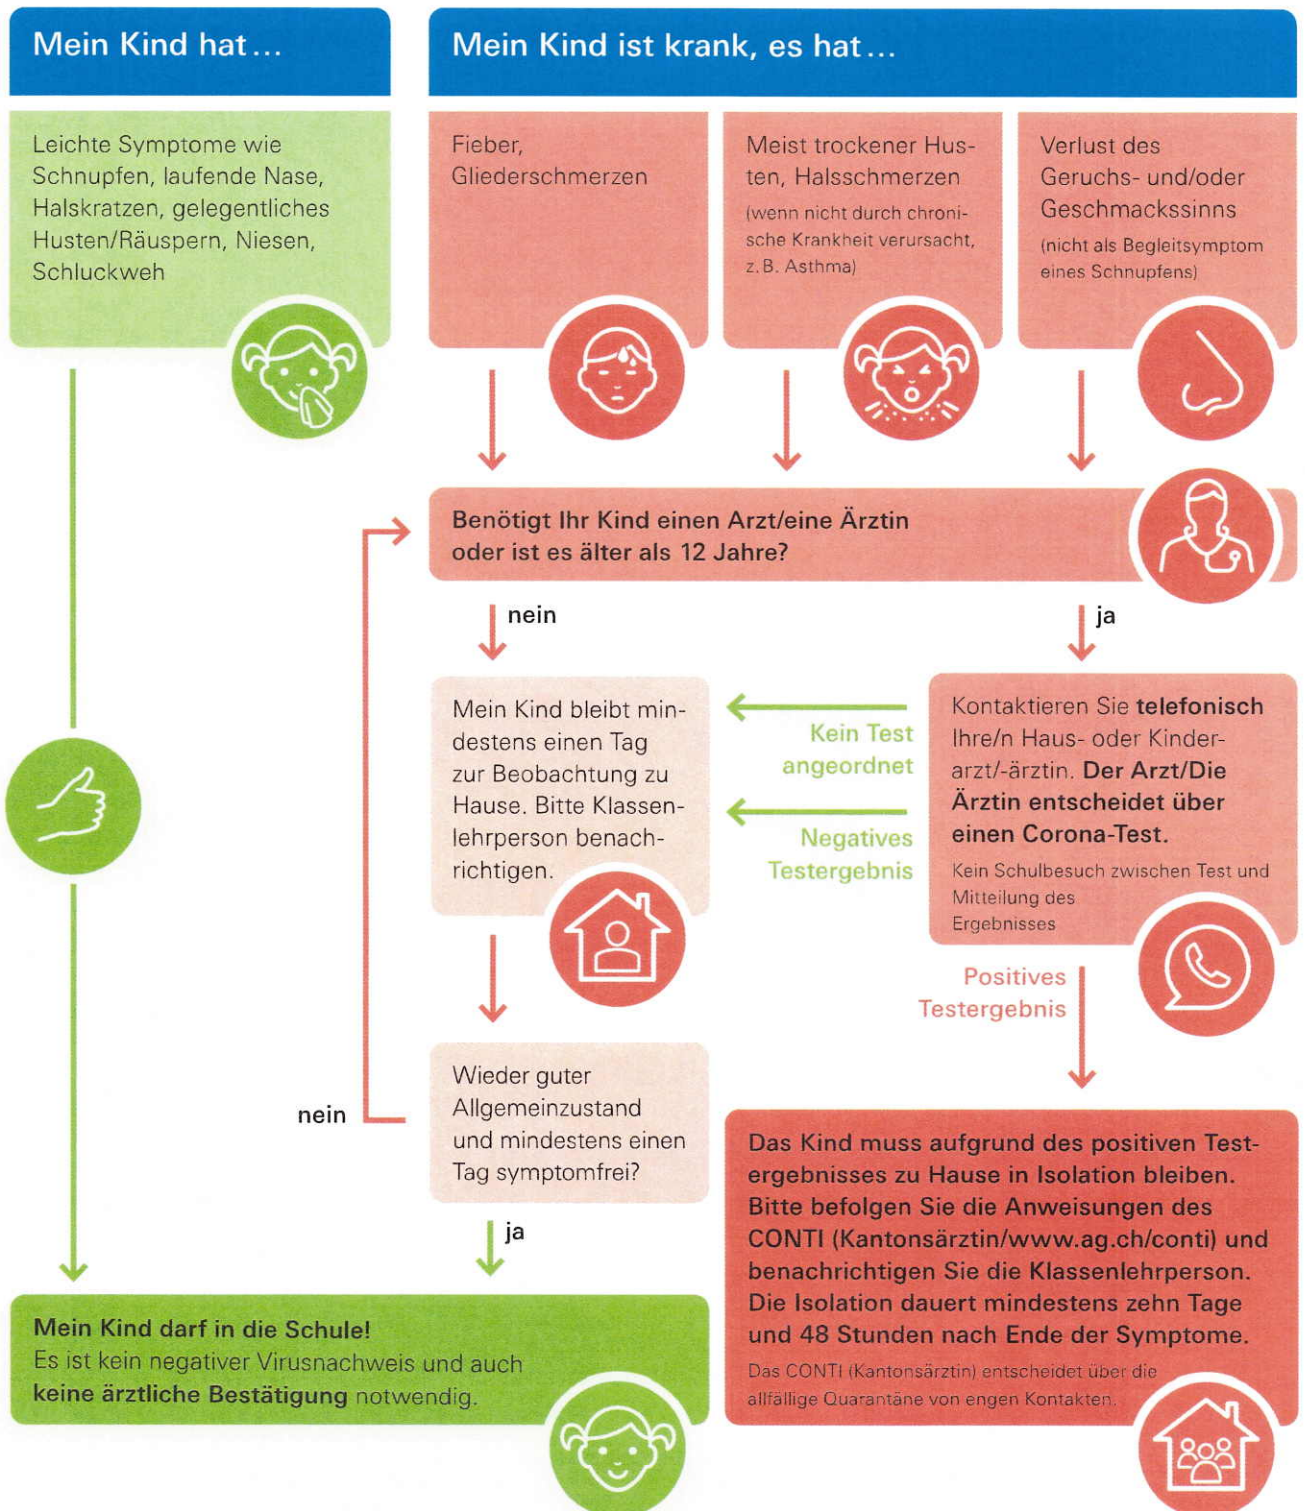 Mein Kind hat...
Leichte Symptome wie
Schnupfen, laufende Nase,
Halskratzen, gelegentliches
Husten/Räuspern, Niesen,
Schluckweh
Mein Kind ist krank, es hat...
Fieber,
Gliederschmerzen
Meist trockener Hus-
ten, Halsschmerzen
(wenn nicht durch chroni-
sche Krankheit verursacht,
z. B. Asthma)
Verlust des
Geruchs- und/oder
Geschmackssinns
(nicht als Begleitsymptom
eines Schnupfens)
Benötigt Ihr Kind einen Arzt/eine Ärztin
oder ist es älter als 12 Jahre?
nein
ja
Mein Kind bleibt min-
destens einen Tag
zur Beobachtung zu
Hause. Bitte Klassen-
lehrperson benach-
richtigen.
Kein Test
angeordnet
Negatives
Testergebnis
Kontaktieren Sie telefonisch
Ihre/n Haus- oder Kinder-
arzt/-ärztin. Der Arzt/Die
Ärztin entscheidet über
einen Corona-Test.
Kein Schulbesuch zwischen Test und
Mitteilung des
Ergebnisses
Positives
Testergebnis
Wieder guter
Allgemeinzustand
und mindestens einen
Tag symptomfrei?
nein
ja
Das Kind muss aufgrund des positiven Test-
ergebnisses zu Hause in Isolation bleiben.
Bitte befolgen Sie die Anweisungen des
CONTI (Kantonsärztin/www.ag.ch/conti) und
benachrichtigen Sie die Klassenlehrperson.
Die Isolation dauert mindestens zehn Tage
und 48 Stunden nach Ende der Symptome.
Das CONTI (Kantonsärztin) entscheidet über die
allfällige Quarantäne von engen Kontakten.
Mein Kind darf in die Schule!
Es ist kein negativer Virusnachweis und auch
keine ärztliche Bestätigung notwendig.